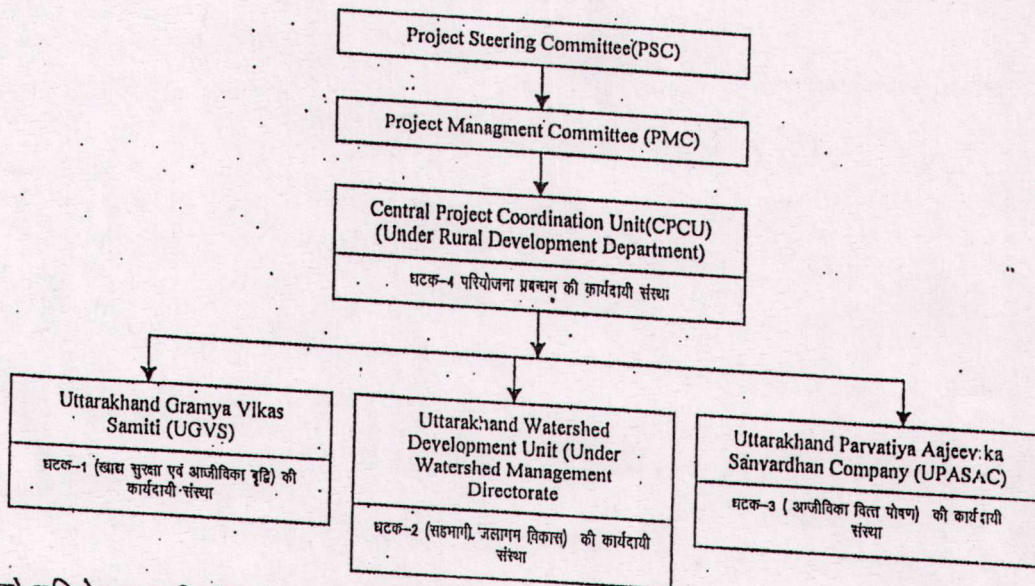 Project Steering Committee(PSC)
Project Managment Committee (PMC)
Central Project Coordination Unit(CPCU)
(Under Rural Development Department)
घटक–4 परियोजना प्रबन्धन की कार्यदायी संस्था
Uttarakhand Gramya Vikas
Samiti (UGVS)
घटक–1 (खाद्य सुरक्षा एवं आजीविका वृद्वि) की
कार्यदायी संस्था
Uttarakhand Watershed
Development Unit (Under
Watershed Management
Directorate
घटक–2 (सहभागी जलागम विकास) की कार्यदायी
संस्था
Uttarakhand Parvatiya Aajeevika
Sanvardhan Company (UPASAC)
घटक–3 ( आजीविका वित्त पोषण) की कार्यदायी
संस्था